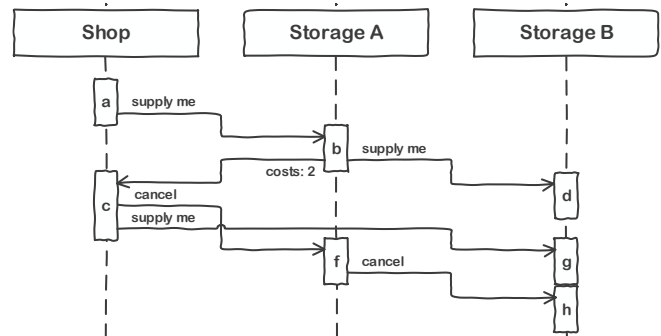 Shop
Storage A
Storage B
a
supply me
b
supply me
costs: 2
d
c
cancel
supply me
f
cancel
g
h